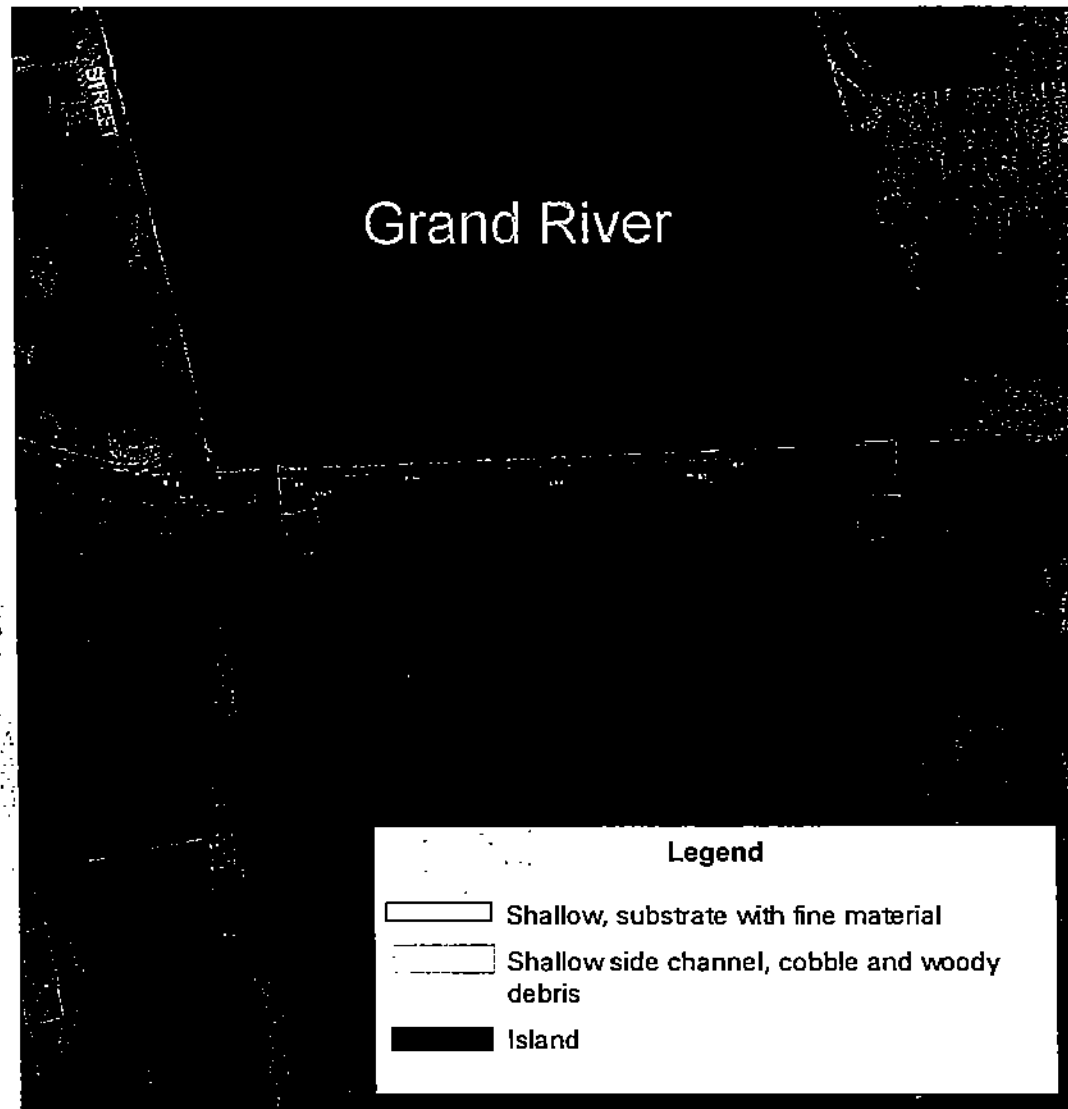 STREET
Grand River
Legend
Shallow, substrate with fine material
Shallow side channel, cobble and woody
debris
Island